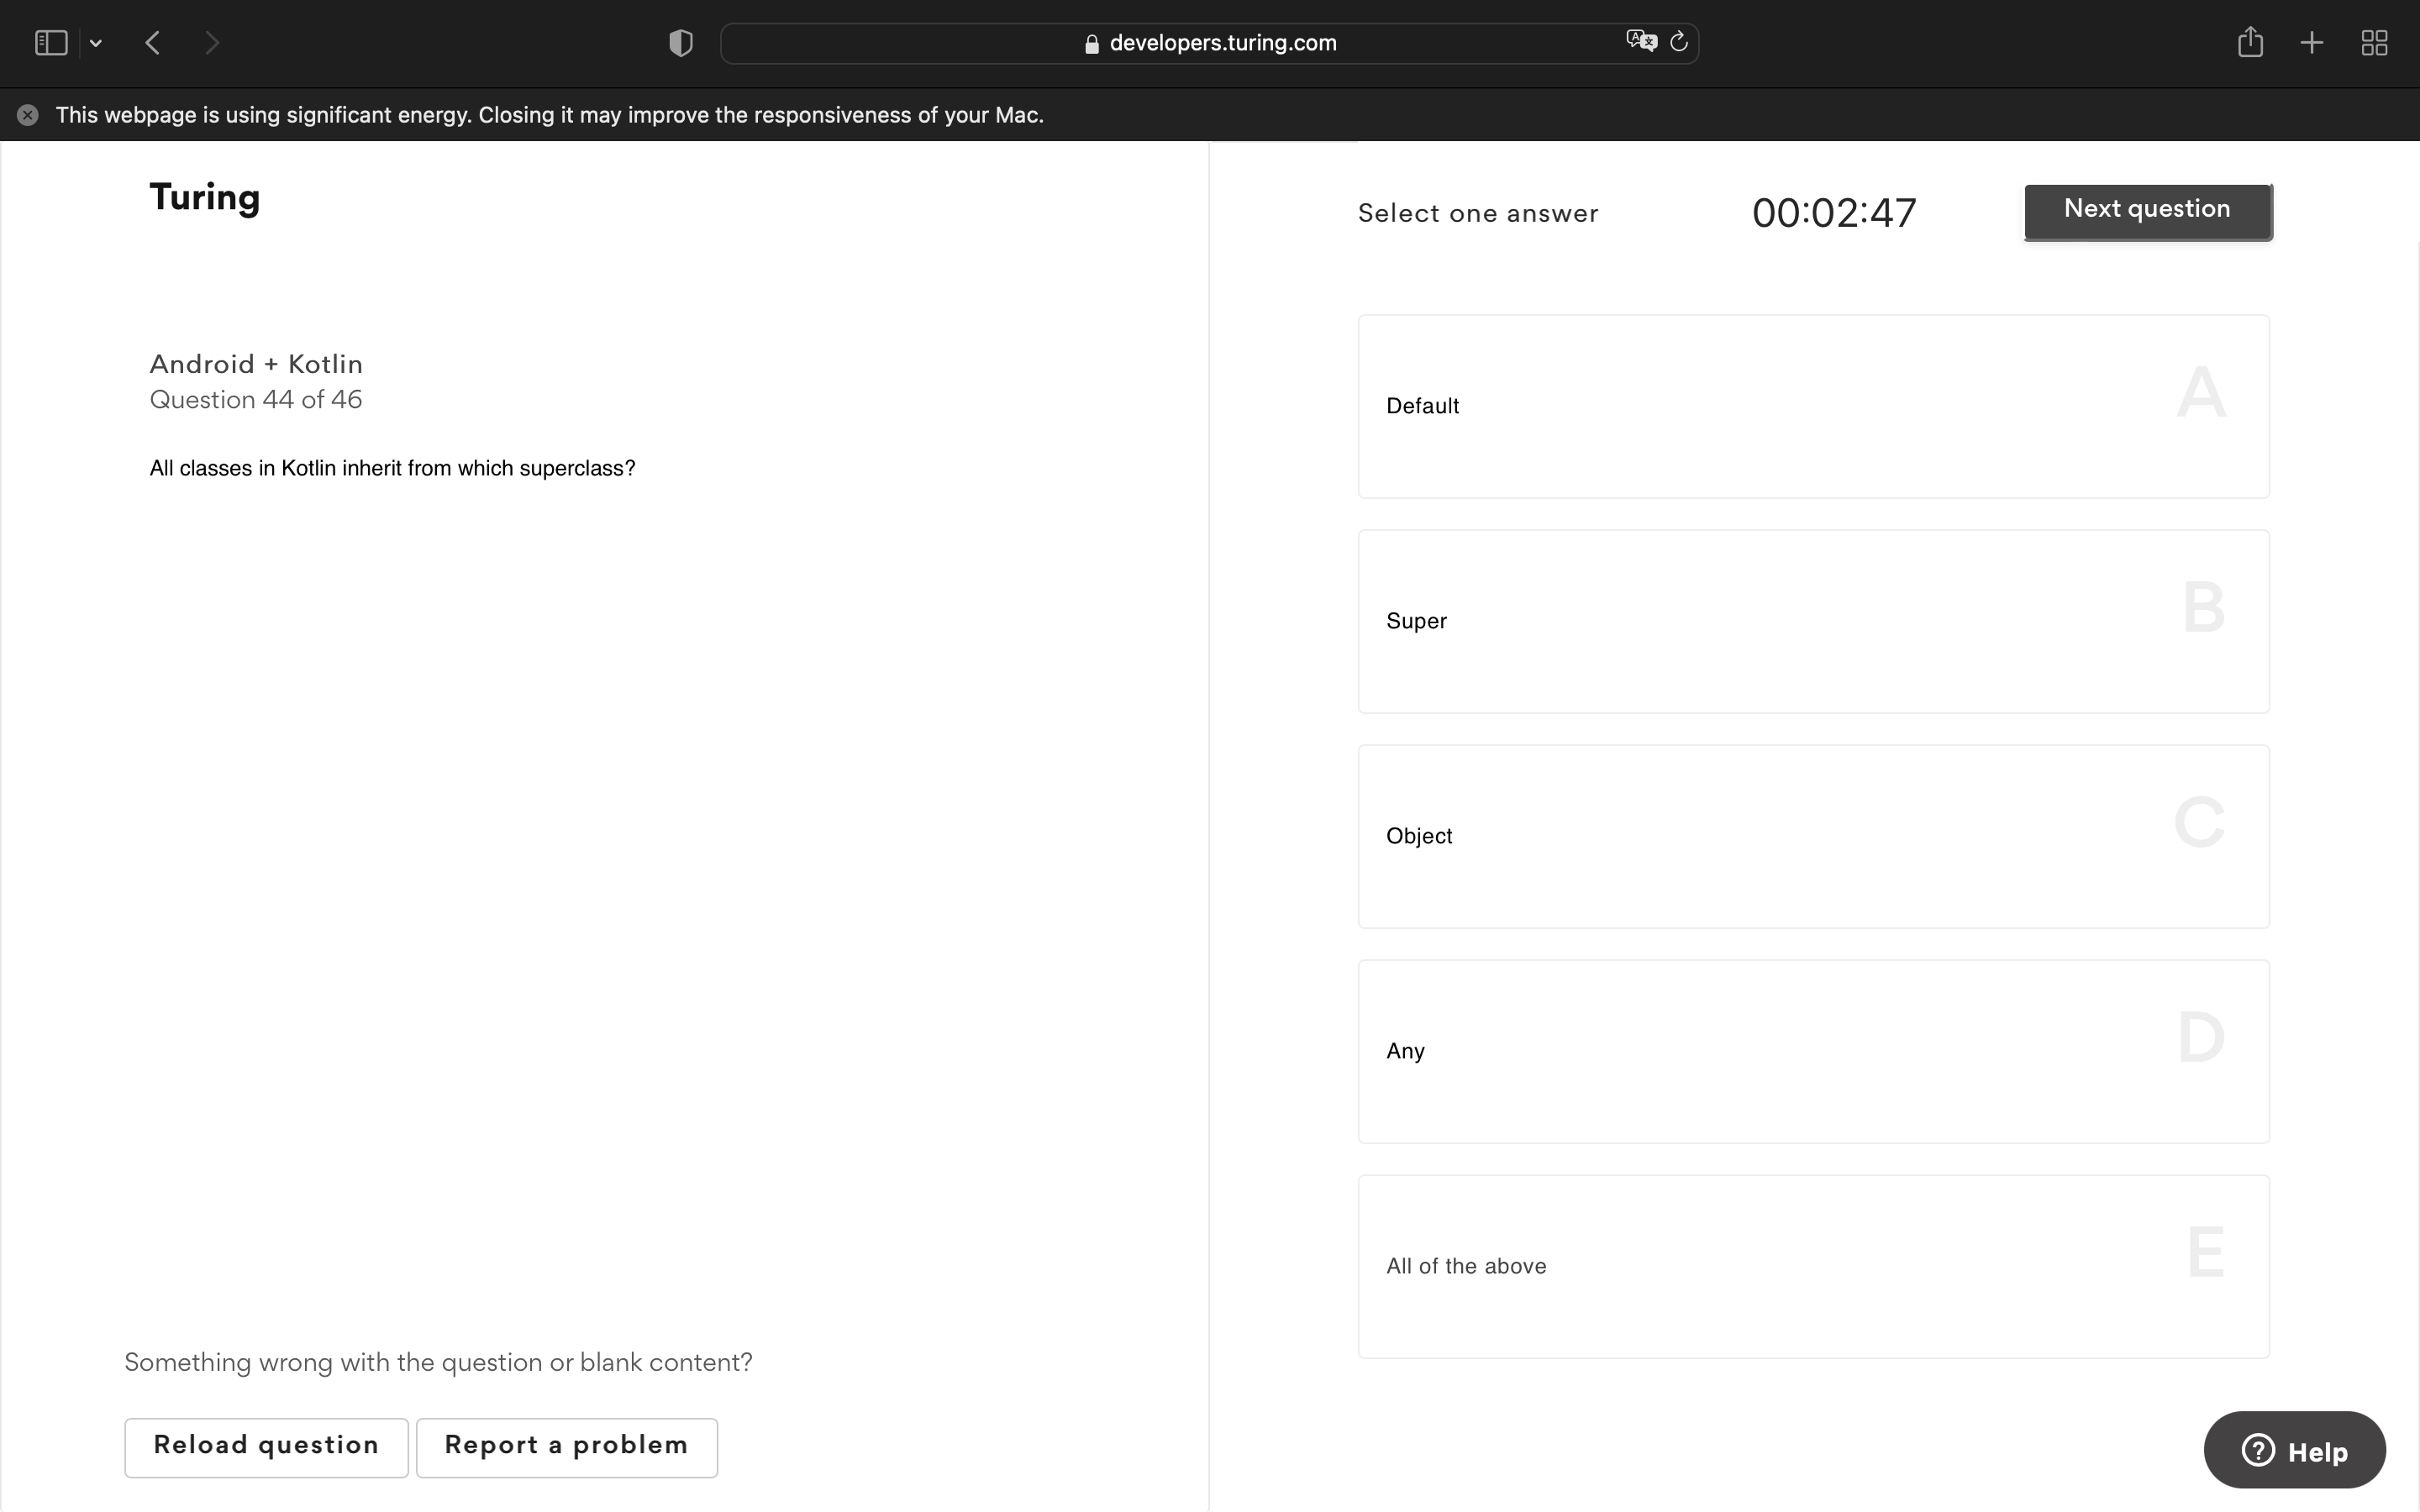 developers.turing.com
This webpage is using significant energy. Closing it may improve the responsiveness of your Mac.
Turing
Android + Kotlin
Question 44 of 46
All classes in Kotlin inherit from which superclass?
Something wrong with the question or blank content?
Reload question
Report a problem
Select one answer
00:02:47
Next question
Default
A
Super
B
Object
C
Any
D
All of the above
E
Help